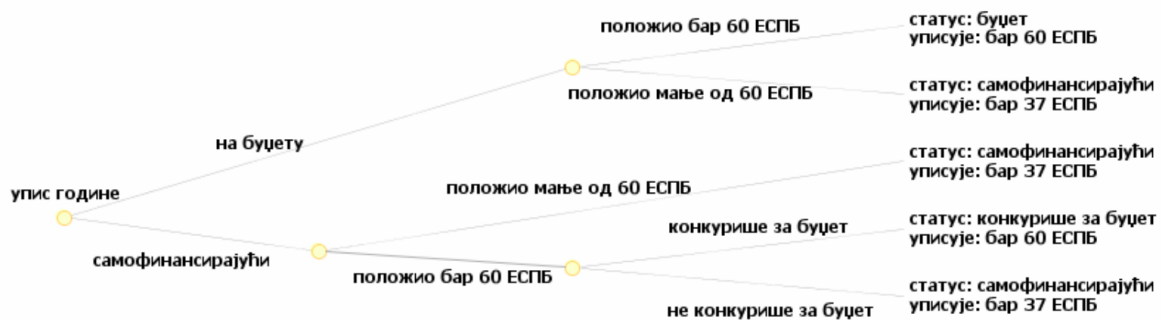 положио бар 60 ЕСПБ
статус: буџет
уписује: бар 60 ЕСПБ
положио мање од 60 ЕСПБ
статус: самофинансирајући
уписује: бар 37 ЕСПБ
на буџету
статус: самофинансирајући
уписује: бар 37 ЕСПБ
положио мање од 60 ЕСПБ
упис године
конкурише за буџет
статус: конкурише за буџет
уписује: бар 60 ЕСПБ
самофинансирајући
положио бар 60 ЕСПБ
статус: самофинансирајући
уписује: бар 37 ЕСПБ
не конкурише за буџет